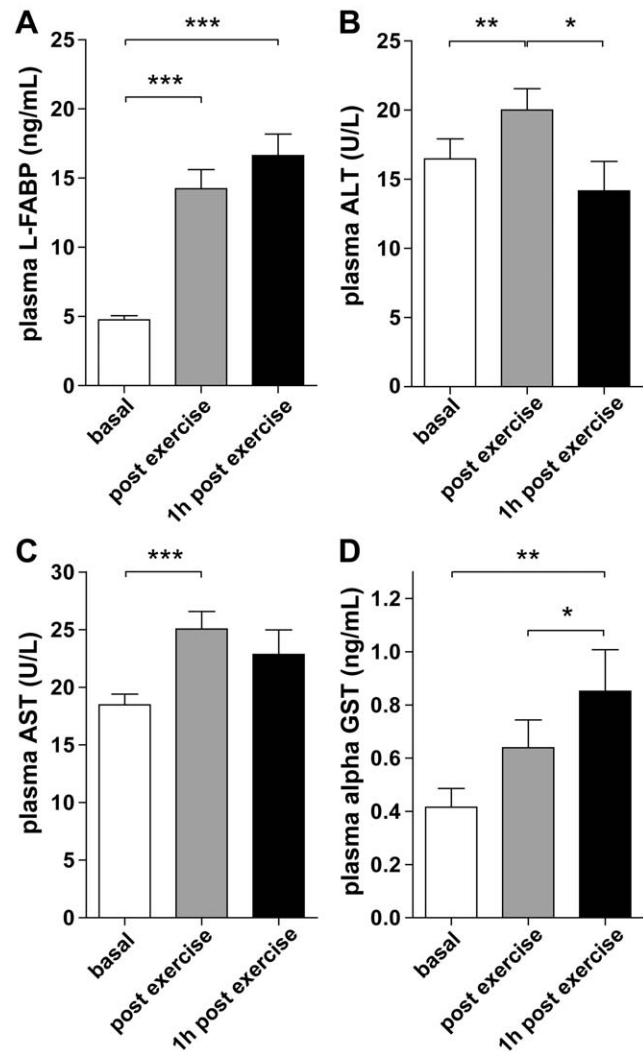 A
plasma L-FABP (ng/mL)
25
20
15
10
5
0
***
***
basal
post exercise
1h post exercise
B
plasma ALT (U/L)
25
20
15
10
5
0
**
*
basal
post exercise
1h post exercise
C
plasma AST (U/L)
30
25
20
15
10
5
0
***
basal
post exercise
1h post exercise
D
plasma alpha GST (ng/mL)
1.2
1.0
0.8
0.6
0.4
0.2
0.0
**
*
basal
post exercise
1h post exercise